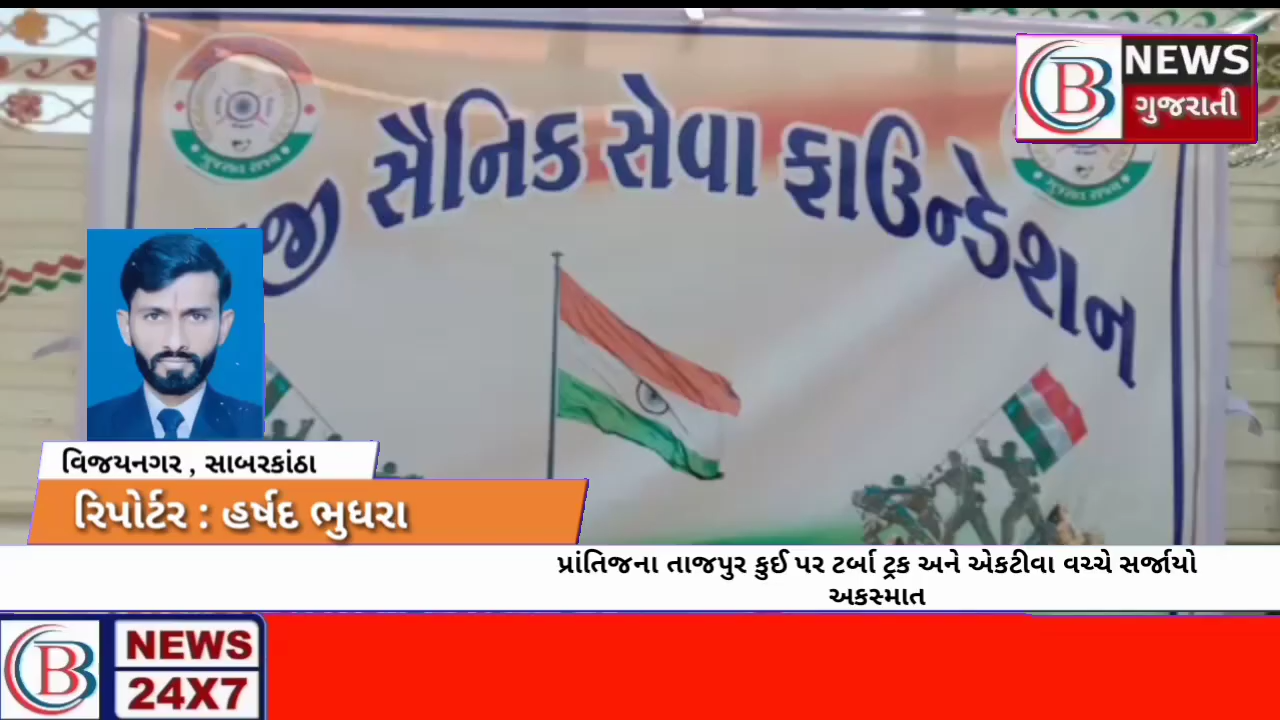 NEWS
ગુજરાતી
સૈનિક સેવા ફાઉન્ડેશન
ગુજરાત રાજ્ય
વિજયનગર , સાબરકાંઠા
રિપોર્ટર : હર્ષદ ભુધરા
પ્રાંતિજના તાજપુર કુઈ પર ટર્બા ટ્રક અને એકટીવા વચ્ચે સર્જાયો
અકસ્માત
B
NEWS
24X7